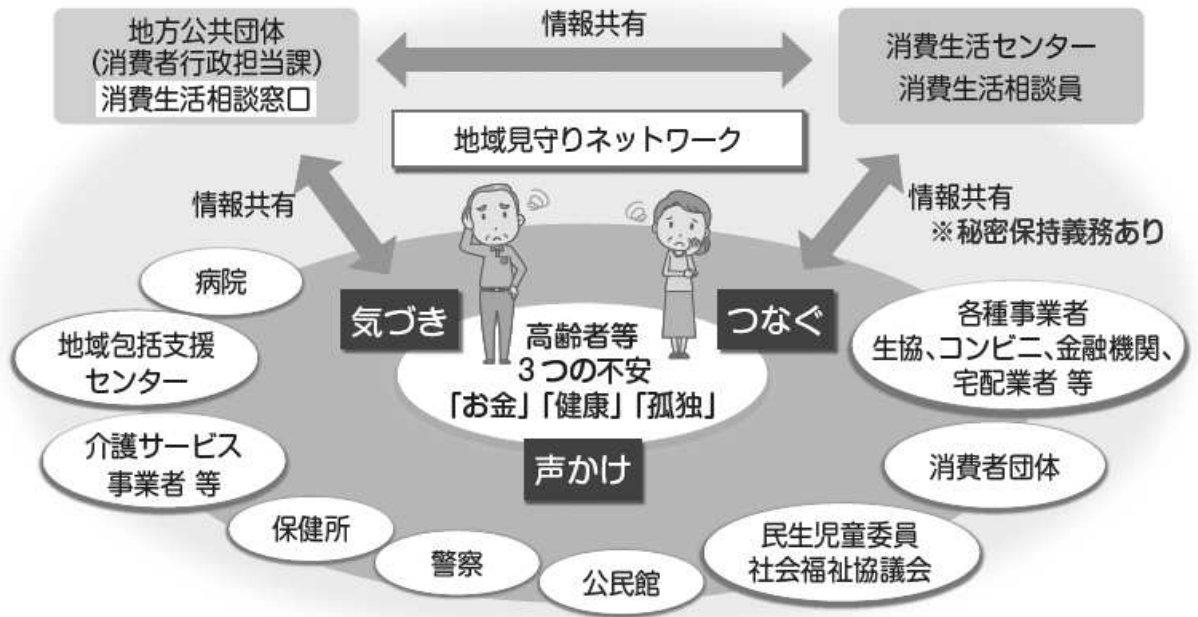 地方公共団体
(消費者行政担当課)
消費生活相談窓口
情報共有
消費生活センター
消費生活相談員
地域見守りネットワーク
情報共有
情報共有
※秘密保持義務あり
病院
地域包括支援
センター
介護サービス
事業者 等
保健所
警察
公民館
民生児童委員
社会福祉協議会
消費者団体
各種事業者
生協、コンビニ、金融機関、
宅配業者 等
気づき
つなぐ
声かけ
高齢者等
3つの不安
「お金」「健康」「孤独」